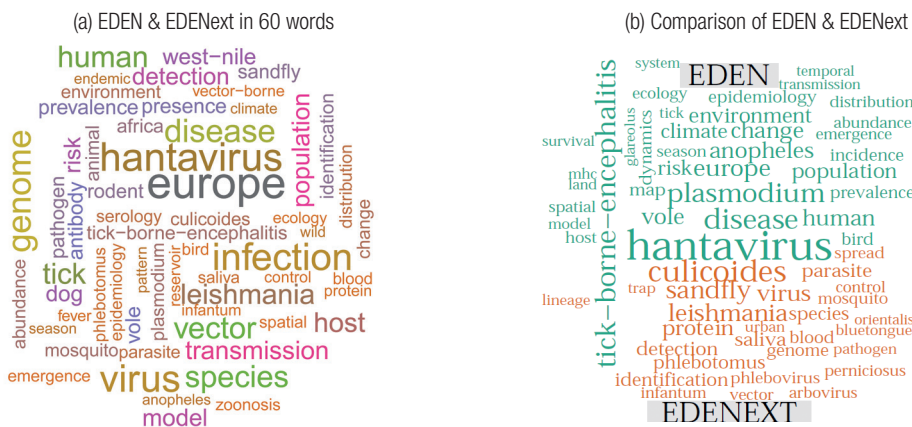 (a) EDEN & EDENext in 60 words
human west-nile
endemic detection sandfly
environment vector-borne
prevalence presence climate
africa disease
genome risk animal hantavirus population identification
pathogen antibody rodent europe distribution
serology culicoides ecology
tick-borne-encephalitis wild change
abundance tick phlebotomus epidemiology pattern plasmodium reservoir bird infection
saliva control blood
dog leishmania protein
fever vole infantum
season vector spatial host
mosquito parasite transmission
emergence virus species
anopheles zoonosis
model
(b) Comparison of EDEN & EDENext
system EDEN temporal
transmission
ecology epidemiology distribution
tick-borne-encephalitis glareolus dynamics tick environment abundance
survival climate change emergence
season anopheles incidence
mhc risk europe population
land map plasmodium prevalence
spatial vole disease human
model
host hantavirus bird
spread
culicoides parasite
lineage trap sandfly virus control
mosquito
leishmania species orientalis
protein urban bluetongue
saliva blood
detection genome pathogen
phlebotomus perniciosus
identification phlebovirus
infantum vector arbovirus
EDENEXT